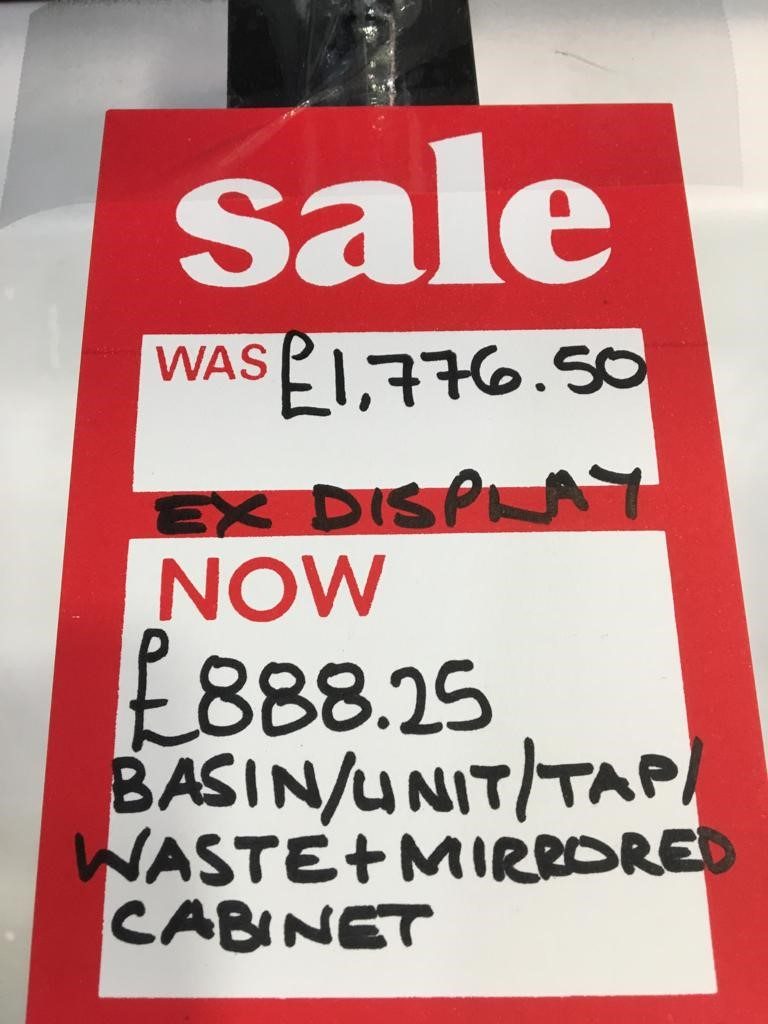 sale
WAS £1,776.50
EX DISPLAY
NOW
£888.25
BASIN/UNIT/TAP/
WASTE+MIRRORED
CABINET